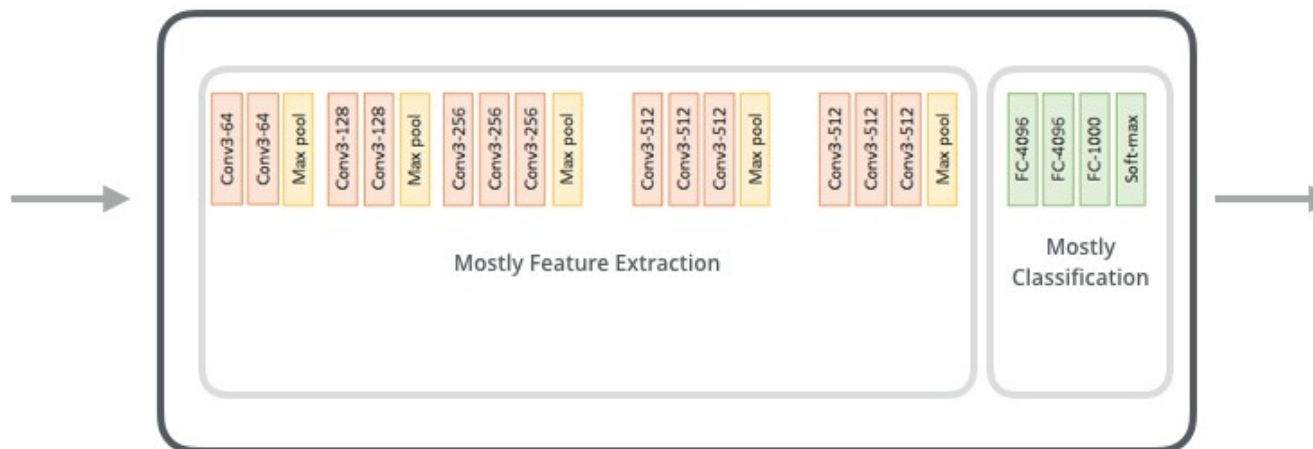 Conv3-64
Conv3-64
Max pool
Conv3-128
Conv3-128
Max pool
Conv3-256
Conv3-256
Conv3-256
Max pool
Conv3-512
Conv3-512
Conv3-512
Max pool
Conv3-512
Conv3-512
Conv3-512
Max pool
Mostly Feature Extraction
FC-4096
FC-4096
FC-1000
Soft-max
Mostly
Classification